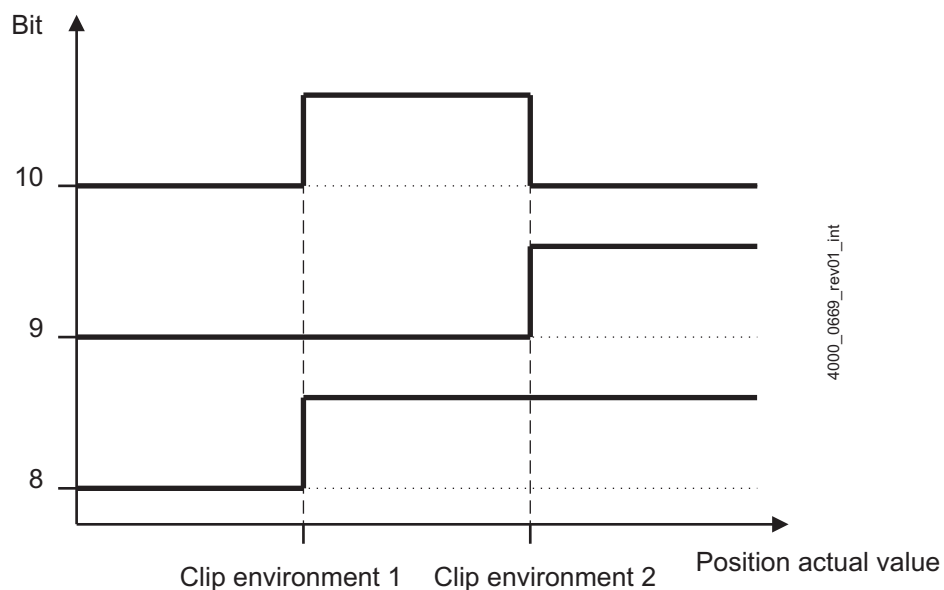 Bit
10
9
8
Clip environment 1
Clip environment 2
Position actual value
4000_0669_rev01_int